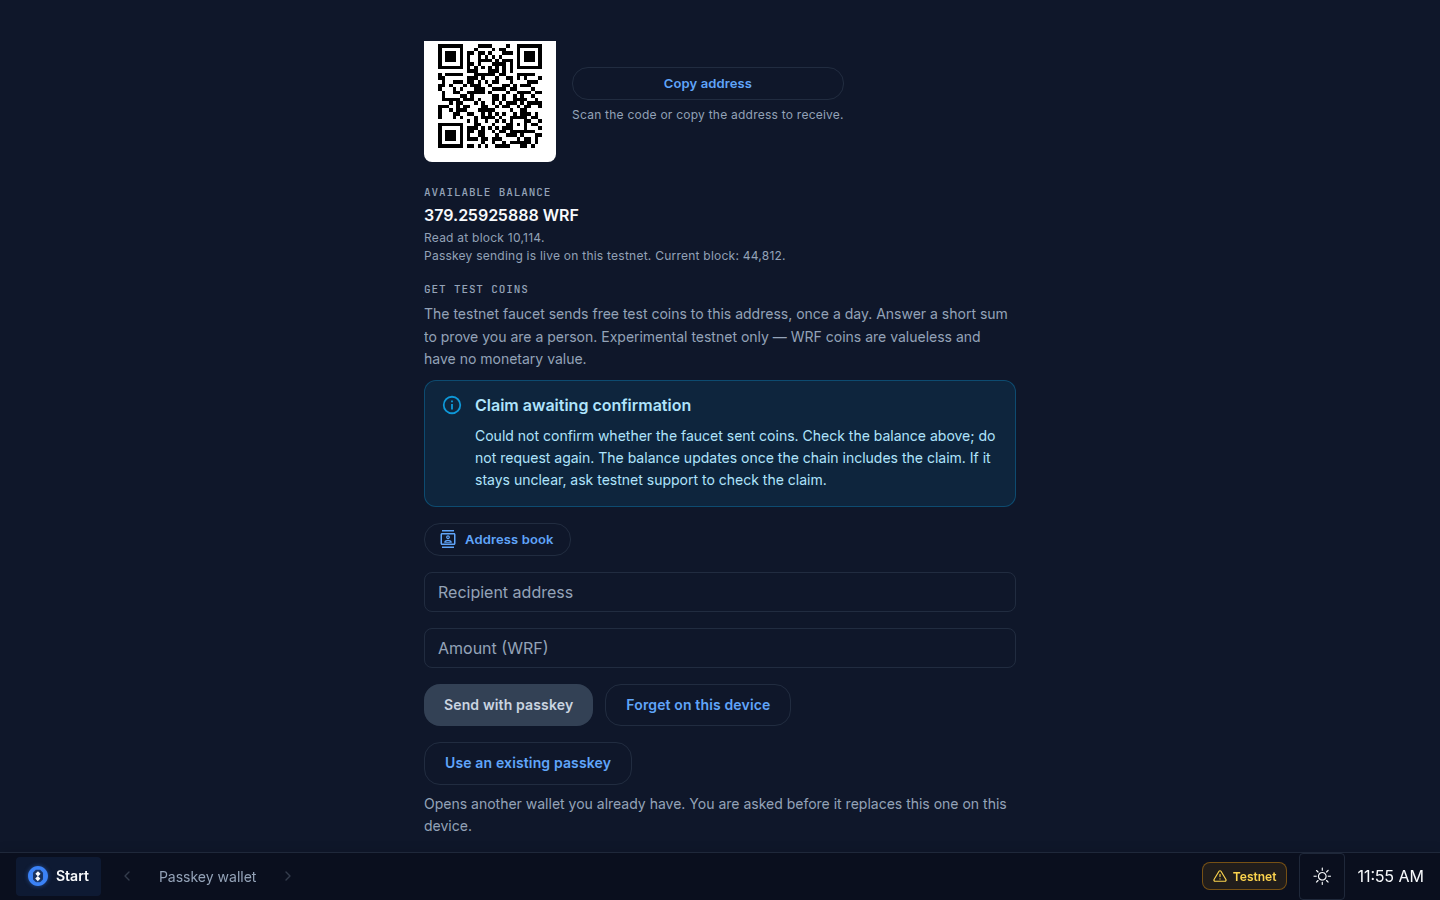 Copy address
Scan the code or copy the address to receive.
AVAILABLE BALANCE
379.25925888 WRF
Read at block 10,114.
Passkey sending is live on this testnet. Current block: 44,812.
GET TEST COINS
The testnet faucet sends free test coins to this address, once a day. Answer a short sum
to prove you are a person. Experimental testnet only — WRF coins are valueless and
have no monetary value.
Claim awaiting confirmation
Could not confirm whether the faucet sent coins. Check the balance above; do
not request again. The balance updates once the chain includes the claim. If it
stays unclear, ask testnet support to check the claim.
Address book
Recipient address
Amount (WRF)
Send with passkey
Forget on this device
Use an existing passkey
Opens another wallet you already have. You are asked before it replaces this one on this
device.
Start
Passkey wallet
Testnet
11:55 AM